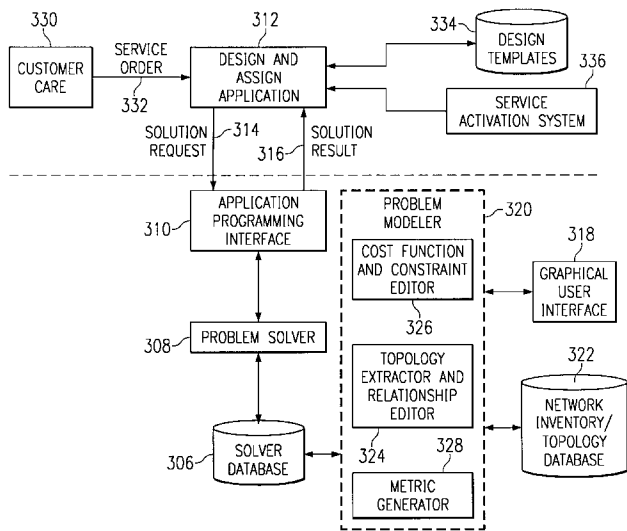 330
CUSTOMER
CARE
SERVICE
ORDER
332
312
DESIGN AND
ASSIGN
APPLICATION
334
DESIGN
TEMPLATES
336
SERVICE
ACTIVATION SYSTEM
SOLUTION
REQUEST
314
316
SOLUTION
RESULT
310
APPLICATION
PROGRAMMING
INTERFACE
PROBLEM
MODELER
320
COST FUNCTION
AND CONSTRAINT
EDITOR
326
318
GRAPHICAL
USER
INTERFACE
308
PROBLEM SOLVER
TOPOLOGY
EXTRACTOR AND
RELATIONSHIP
EDITOR
324
322
NETWORK
INVENTORY/
TOPOLOGY
DATABASE
306
SOLVER
DATABASE
328
METRIC
GENERATOR